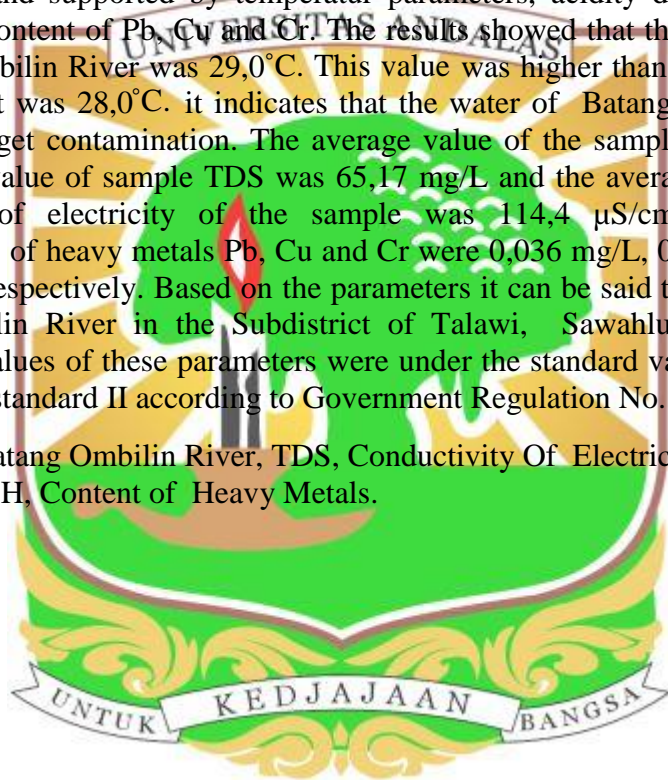 and supported by temperatur parameters, acidity d
ontent of Pb, Cu and Cr. The results showed that th
UNIVERSITAS ANDALAS
bilin River was 29,0°C. This value was higher than
t was 28,0°C. it indicates that the water of Batang
get contamination. The average value of the sampl
value of sample TDS was 65,17 mg/L and the avera
of electricity of the sample was 114,4 µS/cm
of heavy metals Pb, Cu and Cr were 0,036 mg/L, 0
espectively. Based on the parameters it can be said t
lin River in the Subdistrict of Talawi, Sawahlu
alues of these parameters were under the standard va
standard II according to Government Regulation No.
atang Ombilin River, TDS, Conductivity Of Electric
H, Content of Heavy Metals.
UNTUK KEDJAJAAN BANGSA